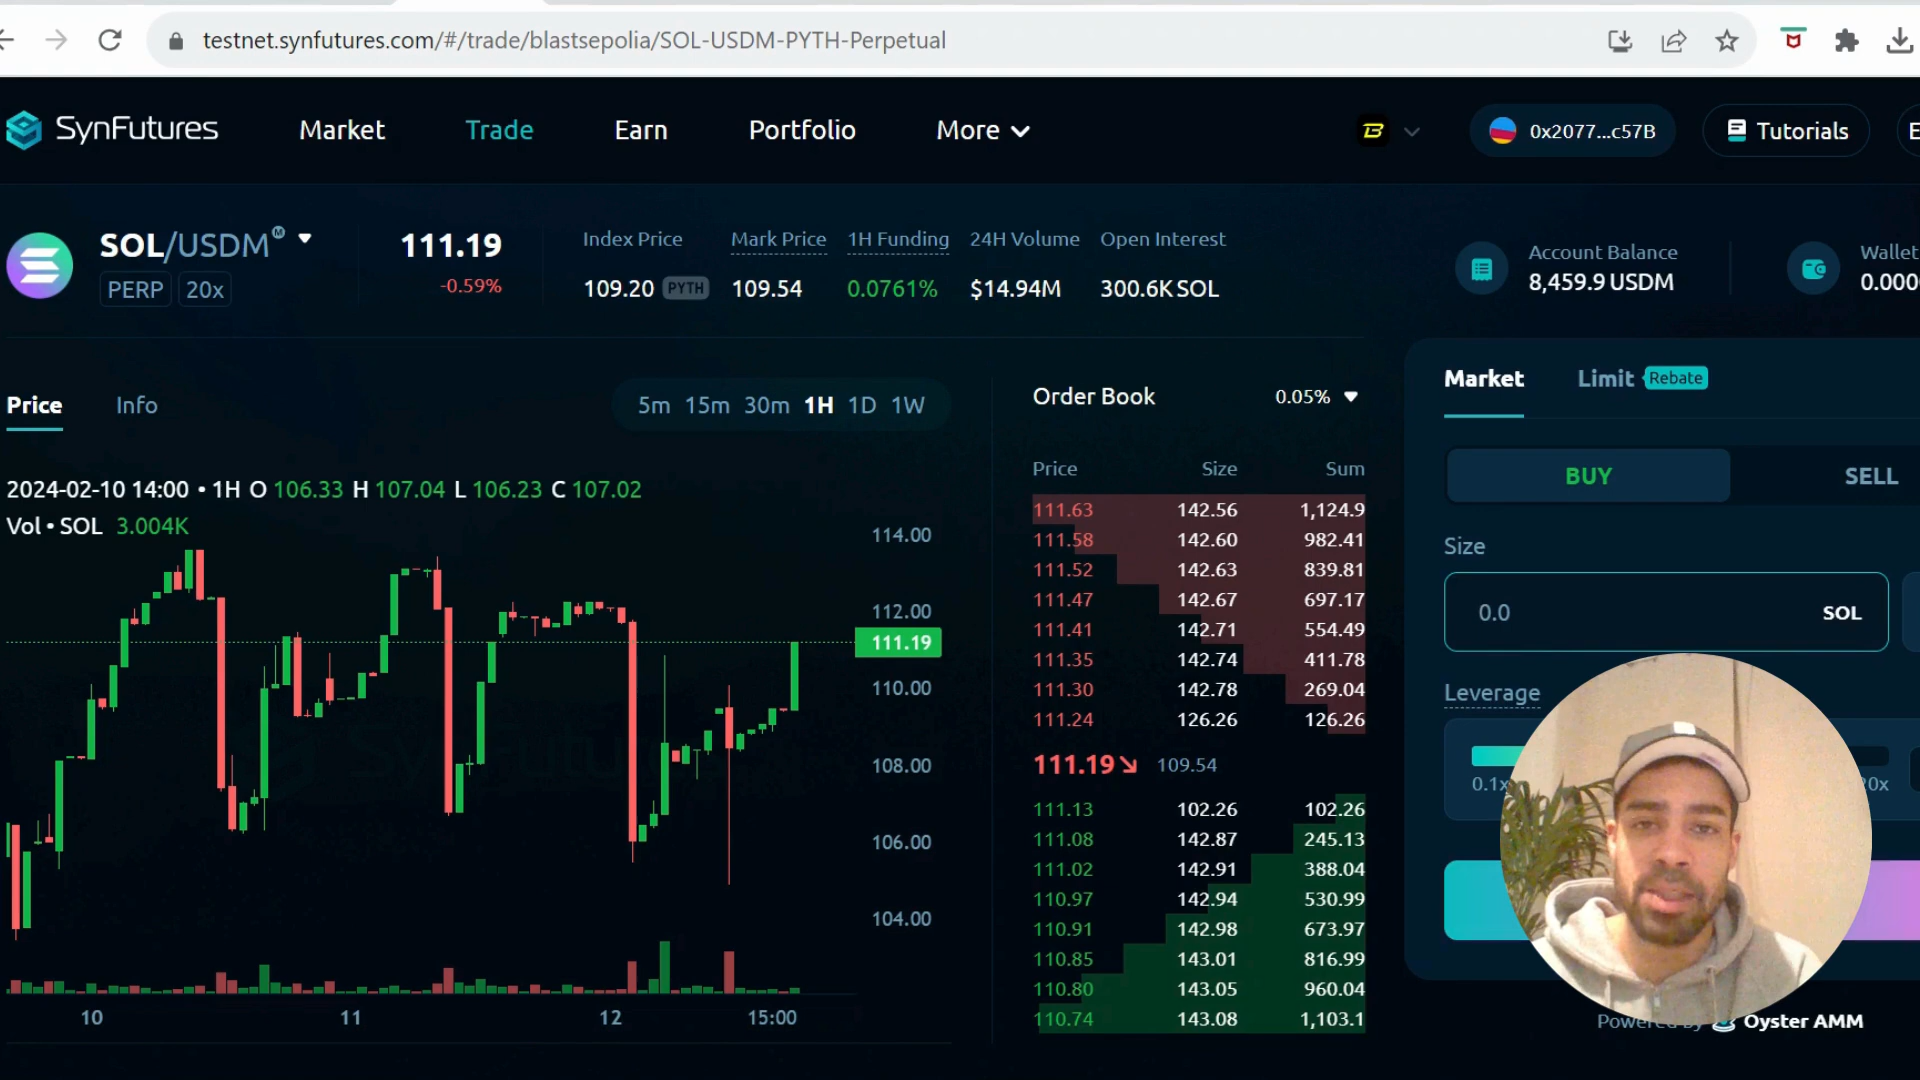 testnet.synfutures.com/#/trade/blastsepolia/SOL-USDM-PYTH-Perpetual
SynFutures Market Trade Earn Portfolio More 0x2077...c57B Tutorials E
SOL/USDM M 111.19 Index Price Mark Price 1H Funding 24H Volume Open Interest Account Balance Wallet
PERP 20x -0.59% 109.20 PYTH 109.54 0.0761% $14.94M 300.6K SOL 8,459.9 USDM 0.000
Price Info 5m 15m 30m 1H 1D 1W
Order Book 0.05%
Market Limit Rebate
2024-02-10 14:00 • 1H O 106.33 H 107.04 L 106.23 C 107.02
Vol • SOL 3.004K
114.00
112.00
111.19
110.00
108.00
106.00
104.00
10 11 12 15:00
Price Size Sum
111.63 142.56 1,124.9
111.58 142.60 982.41
111.52 142.63 839.81
111.47 142.67 697.17
111.41 142.71 554.49
111.35 142.74 411.78
111.30 142.78 269.04
111.24 126.26 126.26
111.19 109.54
111.13 102.26 102.26
111.08 142.87 245.13
111.02 142.91 388.04
110.97 142.94 530.99
110.91 142.98 673.97
110.85 143.01 816.99
110.80 143.05 960.04
110.74 143.08 1,103.1
BUY SELL
Size
0.0 SOL
Leverage
0.1x 20x
Powered by Oyster AMM